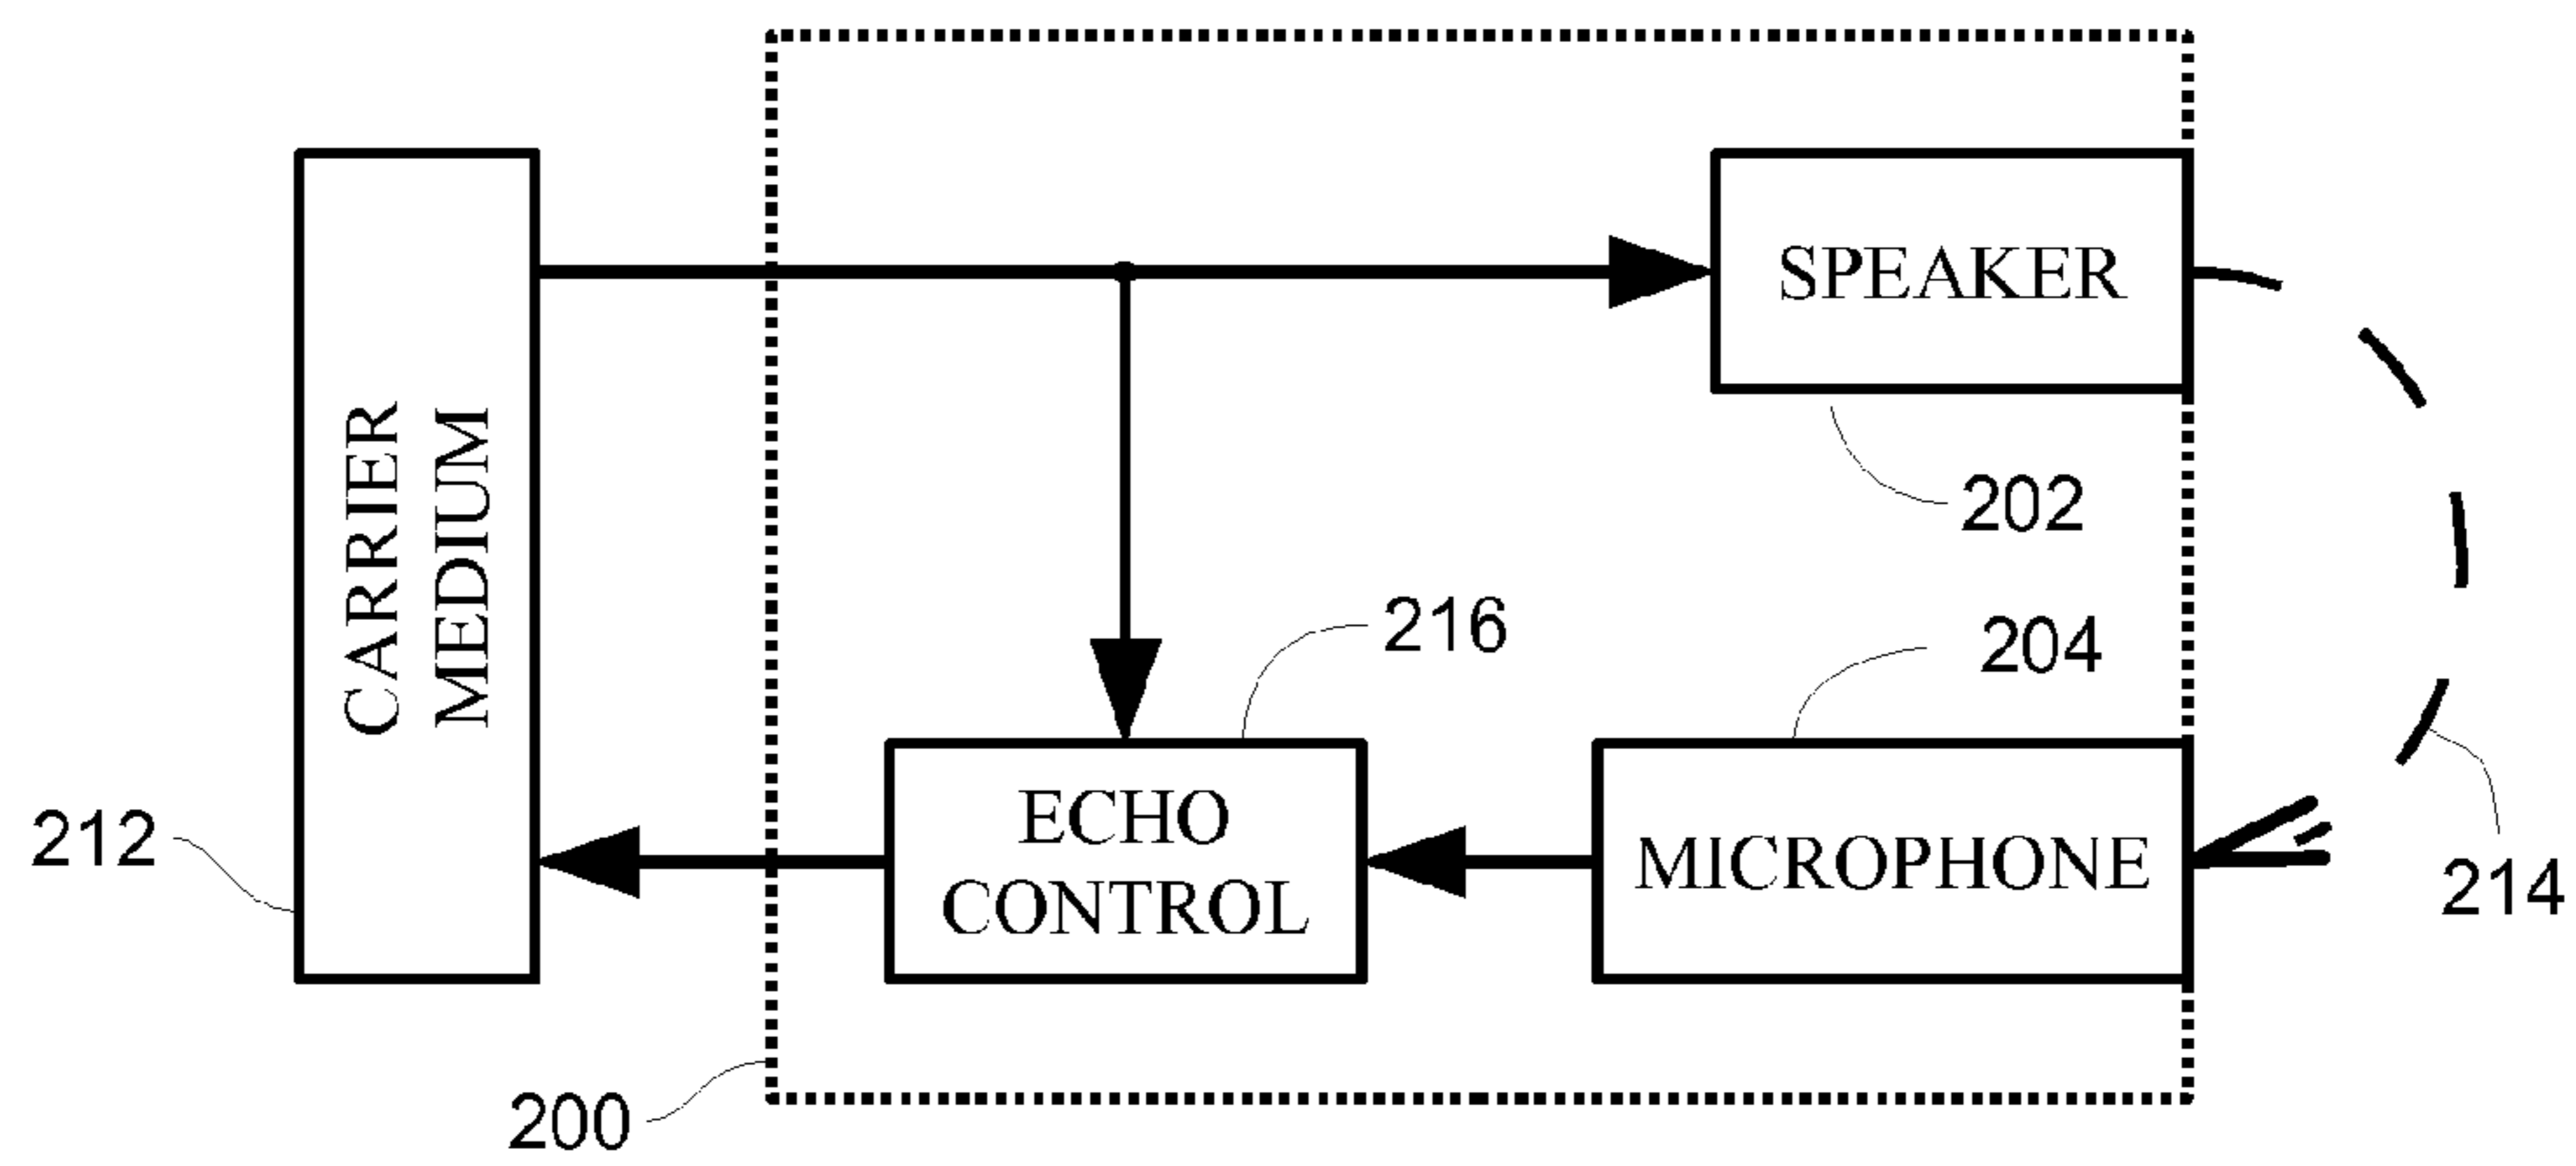 SPEAKER
202
CARRIER
MEDIUM
216
204
ECHO
CONTROL
MICROPHONE
212
214
200